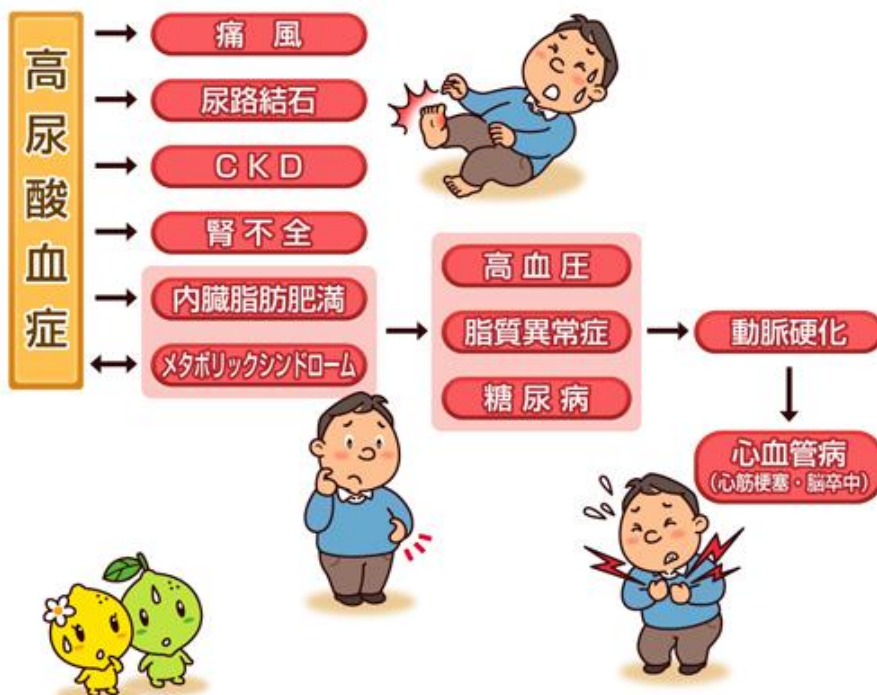 高尿酸血症
痛風
尿路結石
CKD
腎不全
内臓脂肪肥満
メタボリックシンドローム
高血圧
脂質異常症
糖尿病
動脈硬化
心血管病
(心筋梗塞・脳卒中)